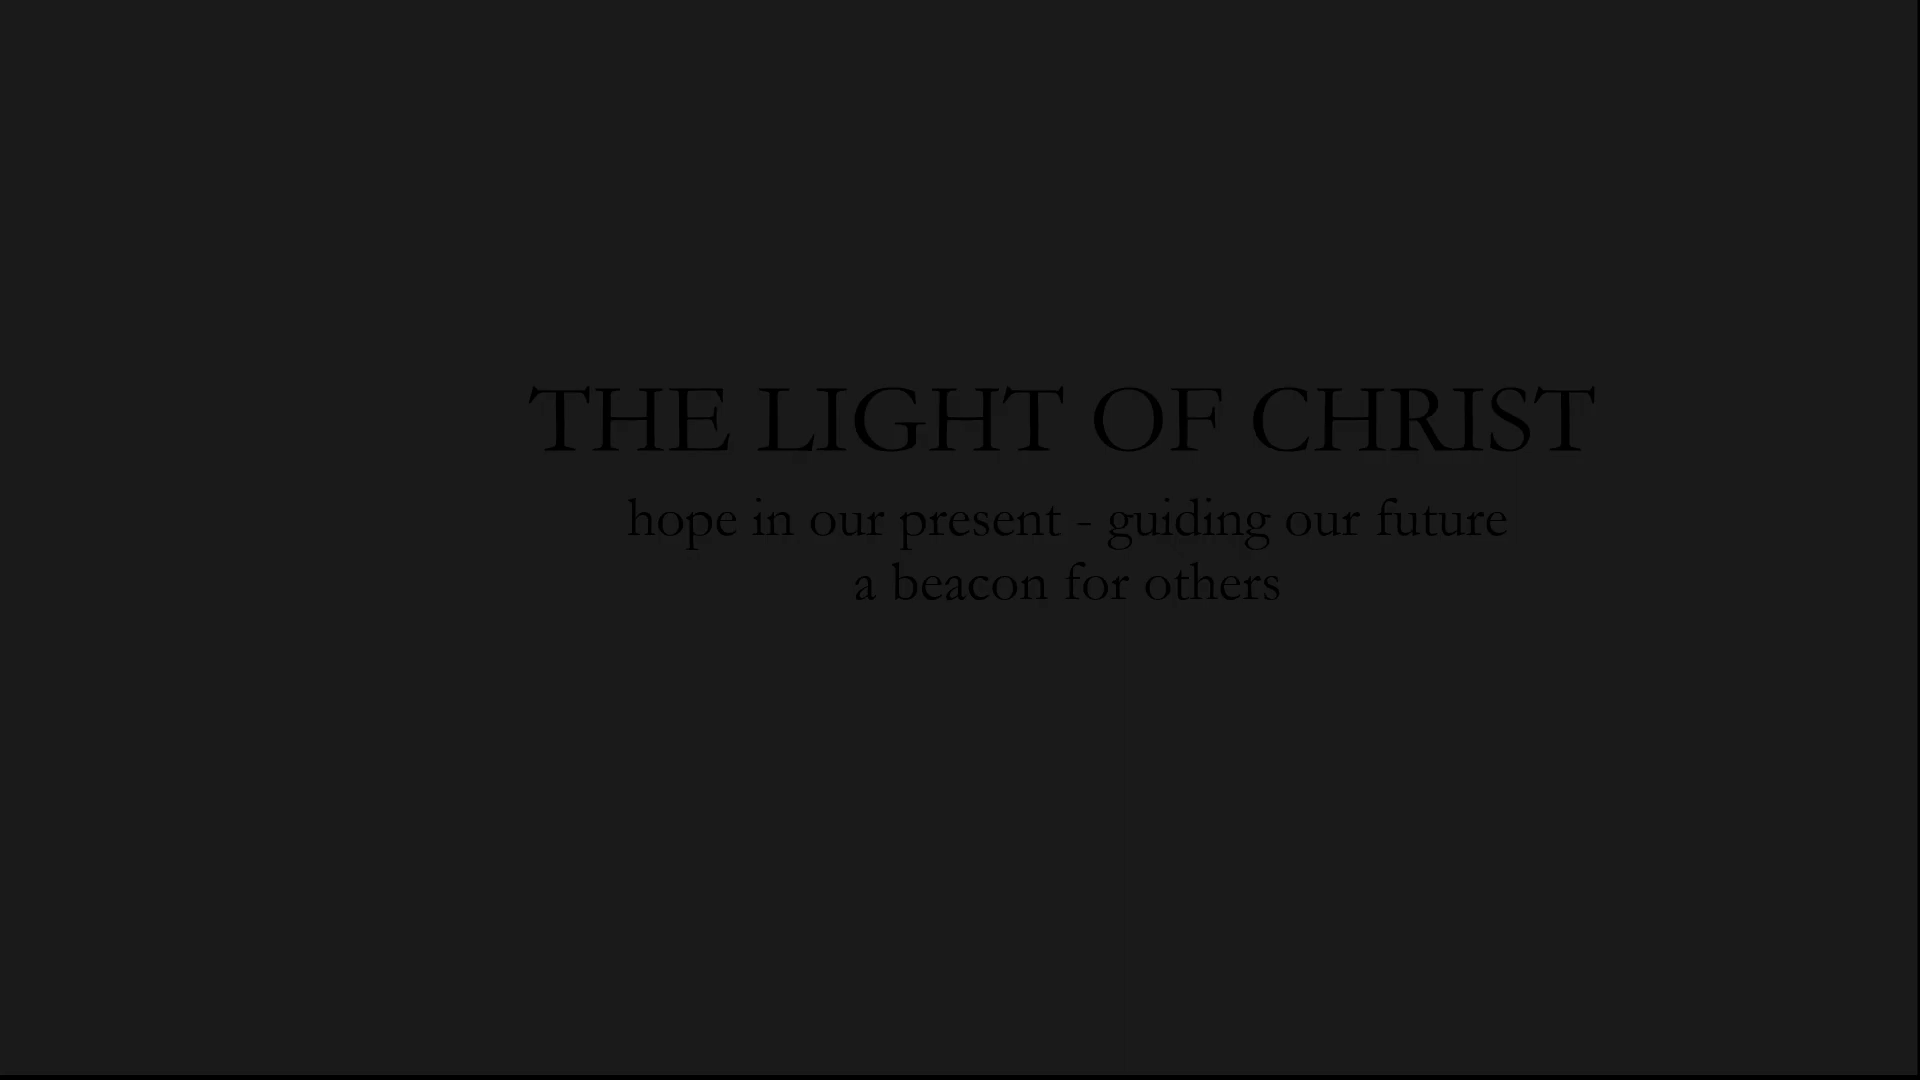 THE LIGHT OF CHRIST
hope in our present - guiding our future
a beacon for others